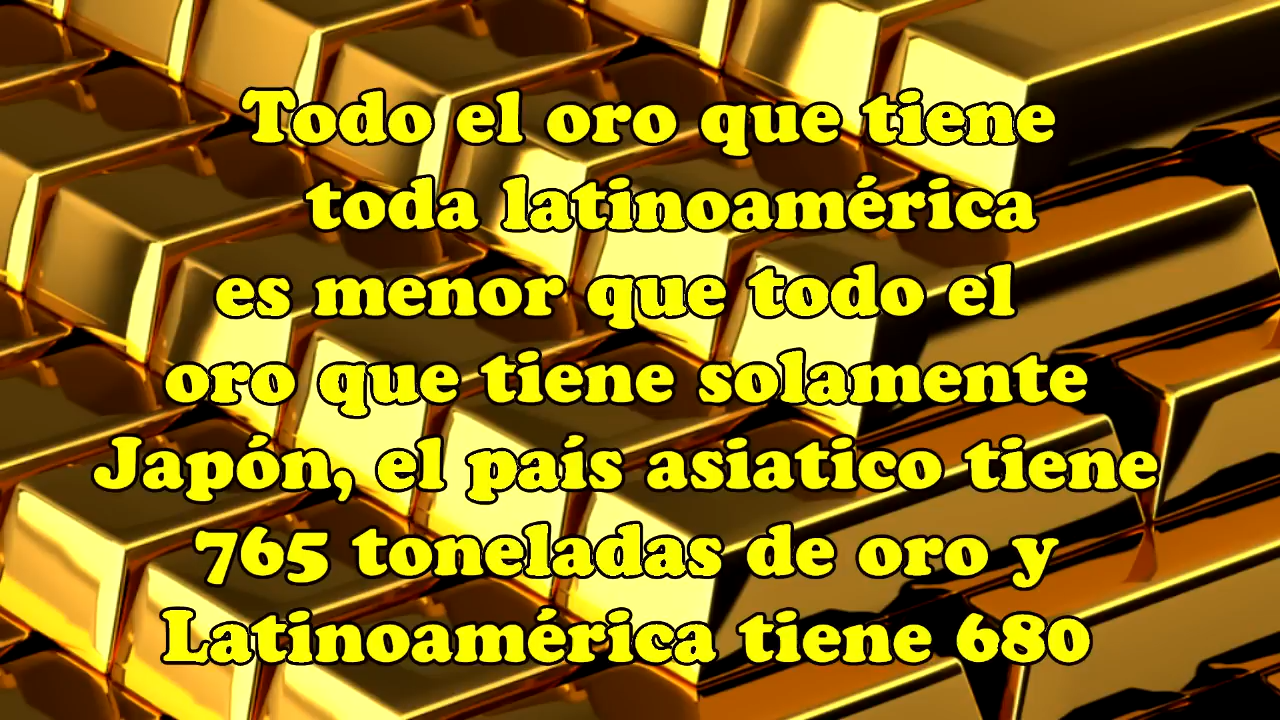 Todo el oro que tiene
toda latinoamérica
es menor que todo el
oro que tiene solamente
Japón, el país asiatico tiene
765 toneladas de oro y
Latinoamérica tiene 680